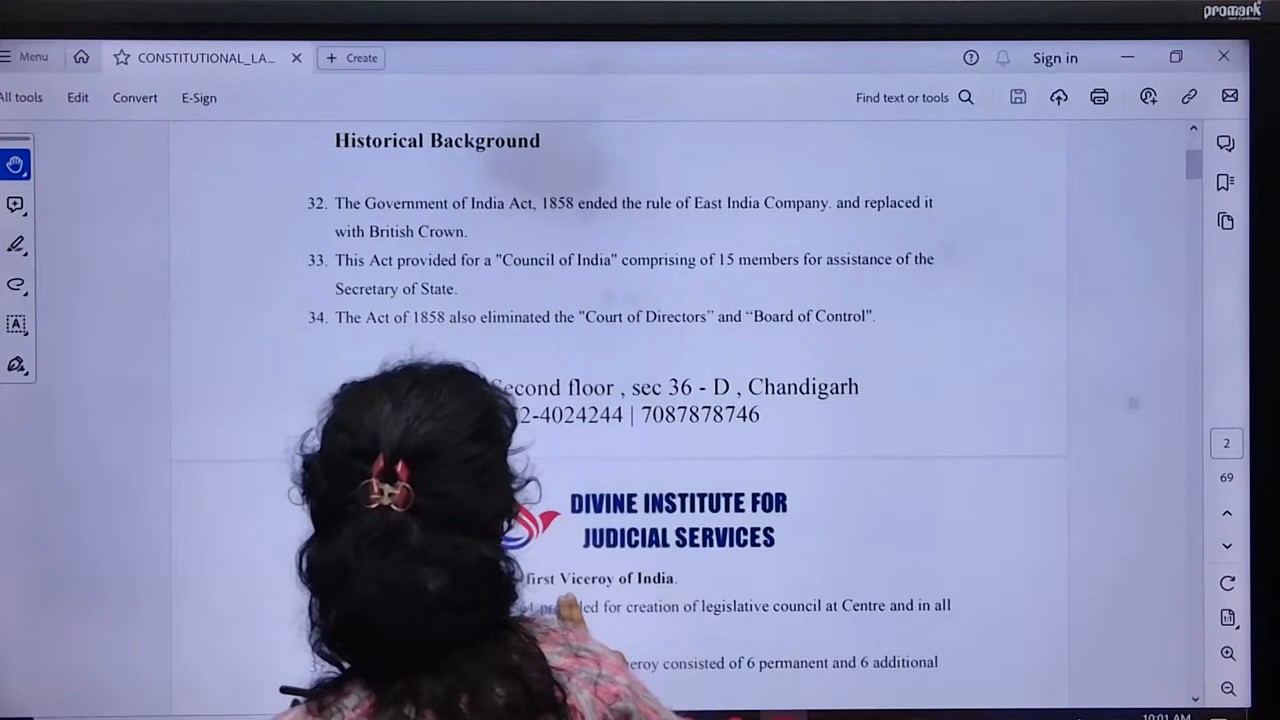 promark
Menu
CONSTITUTIONAL_LA...
Create
Sign in
All tools
Edit
Convert
E-Sign
Find text or tools
Historical Background
32. The Government of India Act, 1858 ended the rule of East India Company. and replaced it
with British Crown.
33. This Act provided for a "Council of India" comprising of 15 members for assistance of the
Secretary of State.
34. The Act of 1858 also eliminated the "Court of Directors" and "Board of Control".
Second floor , sec 36 - D , Chandigarh
2-4024244 | 7087878746
2
69
DIVINE INSTITUTE FOR
JUDICIAL SERVICES
first Viceroy of India.
for creation of legislative council at Centre and in all
consisted of 6 permanent and 6 additional
10:01 AM